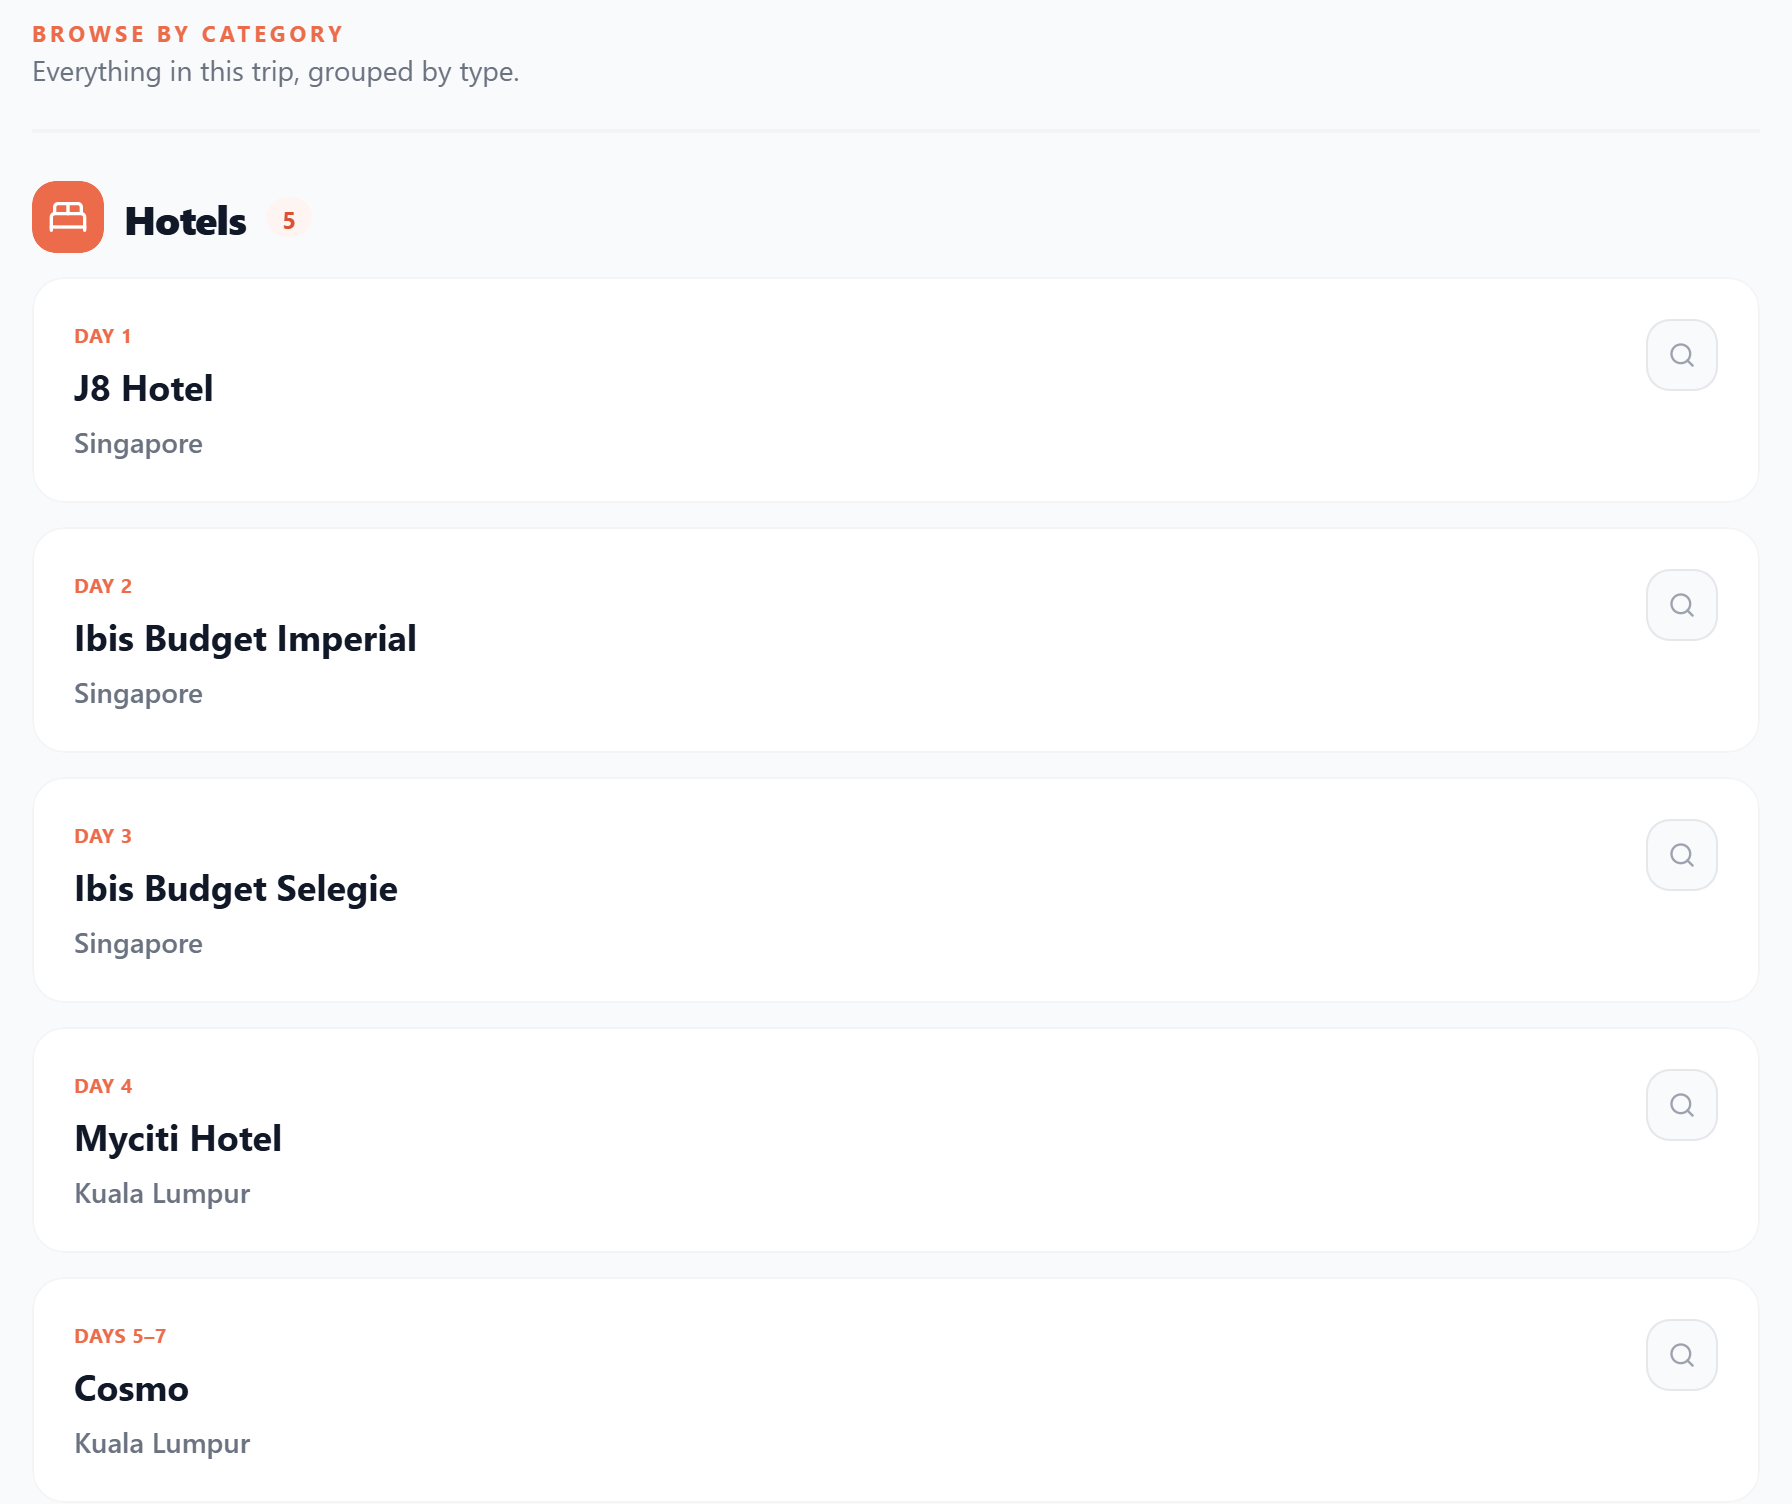 BROWSE BY CATEGORY
Everything in this trip, grouped by type.
Hotels 5
DAY 1
J8 Hotel
Singapore
DAY 2
Ibis Budget Imperial
Singapore
DAY 3
Ibis Budget Selegie
Singapore
DAY 4
Myciti Hotel
Kuala Lumpur
DAYS 5–7
Cosmo
Kuala Lumpur